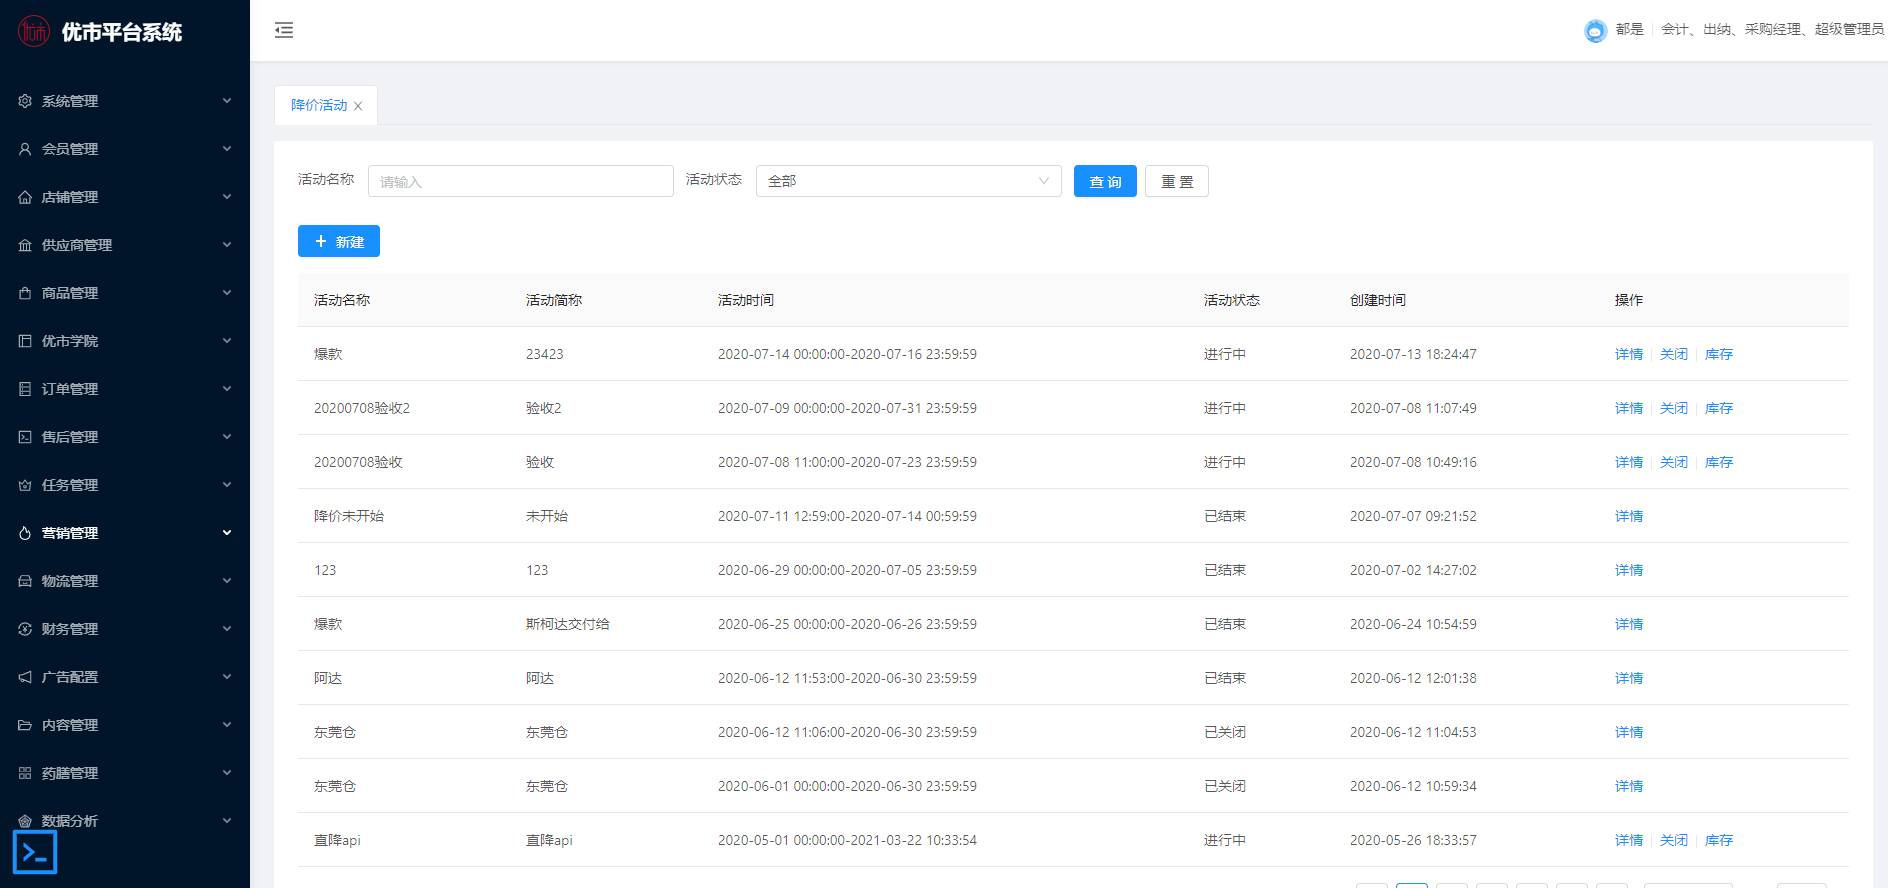 优市 优市平台系统
都是 会计、出纳、采购经理、超级管理员
系统管理
会员管理
店铺管理
供应商管理
商品管理
优市学院
订单管理
售后管理
任务管理
营销管理
物流管理
财务管理
广告配置
内容管理
药膳管理
数据分析
降价活动
活动名称 请输入 活动状态 全部 查 询 重 置
新建
活动名称 活动简称 活动时间 活动状态 创建时间 操作
爆款 23423 2020-07-14 00:00:00-2020-07-16 23:59:59 进行中 2020-07-13 18:24:47 详情 关闭 库存
20200708验收2 验收2 2020-07-09 00:00:00-2020-07-31 23:59:59 进行中 2020-07-08 11:07:49 详情 关闭 库存
20200708验收 验收 2020-07-08 11:00:00-2020-07-23 23:59:59 进行中 2020-07-08 10:49:16 详情 关闭 库存
降价未开始 未开始 2020-07-11 12:59:00-2020-07-14 00:59:59 已结束 2020-07-07 09:21:52 详情
123 123 2020-06-29 00:00:00-2020-07-05 23:59:59 已结束 2020-07-02 14:27:02 详情
爆款 斯柯达交付给 2020-06-25 00:00:00-2020-06-26 23:59:59 已结束 2020-06-24 10:54:59 详情
阿达 阿达 2020-06-12 11:53:00-2020-06-30 23:59:59 已结束 2020-06-12 12:01:38 详情
东莞仓 东莞仓 2020-06-12 11:06:00-2020-06-30 23:59:59 已关闭 2020-06-12 11:04:53 详情
东莞仓 东莞仓 2020-06-01 00:00:00-2020-06-30 23:59:59 已关闭 2020-06-12 10:59:34 详情
直降api 直降api 2020-05-01 00:00:00-2021-03-22 10:33:54 进行中 2020-05-26 18:33:57 详情 关闭 库存